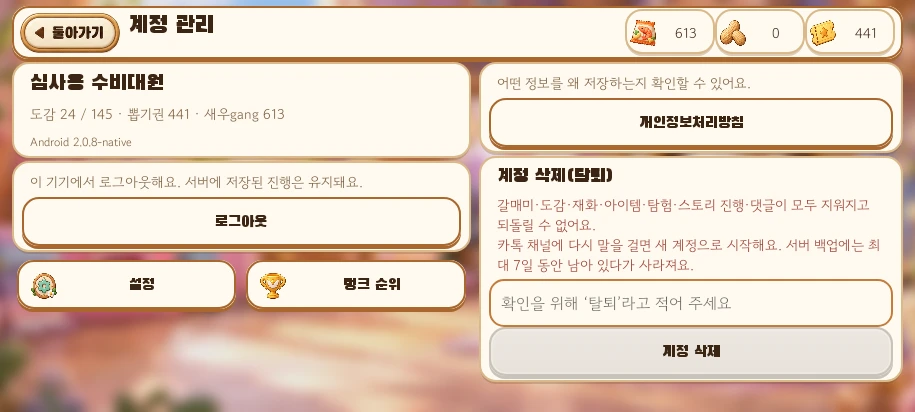 돌아가기
계정 관리
613
0
441
심사용 수비대원
도감 24 / 145 · 뽑기권 441 · 새우gang 613
Android 2.0.8-native
이 기기에서 로그아웃해요. 서버에 저장된 진행은 유지돼요.
로그아웃
설정
랭크 순위
어떤 정보를 왜 저장하는지 확인할 수 있어요.
개인정보처리방침
계정 삭제(탈퇴)
갈매미·도감·재화·아이템·탐험·스토리 진행·댓글이 모두 지워지고
되돌릴 수 없어요.
카톡 채널에 다시 말을 걸면 새 계정으로 시작해요. 서버 백업에는 최
대 7일 동안 남아 있다가 사라져요.
확인을 위해 ‘탈퇴’라고 적어 주세요
계정 삭제